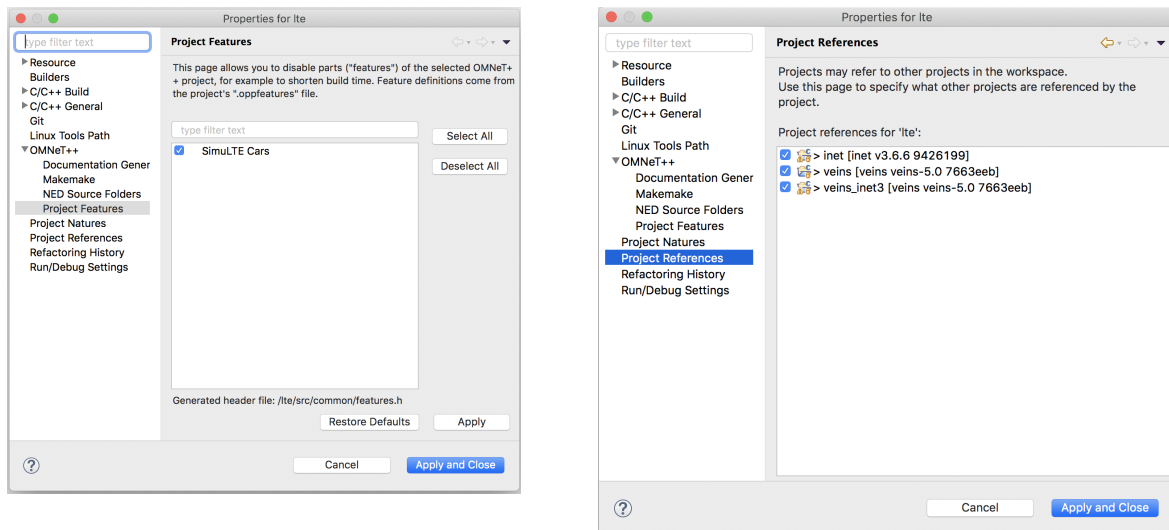 Properties for lte
type filter text
Resource
Builders
C/C++ Build
C/C++ General
Git
Linux Tools Path
OMNeT++
Documentation Gener
Makemake
NED Source Folders
Project Features
Project Natures
Project References
Refactoring History
Run/Debug Settings
Project Features
This page allows you to disable parts ("features") of the selected OMNeT+
+ project, for example to shorten build time. Feature definitions come from
the project's ".oppfeatures" file.
type filter text
Select All
SimuLTE Cars
Deselect All
Generated header file: /lte/src/common/features.h
Restore Defaults
Apply
?
Cancel
Apply and Close
Properties for lte
type filter text
Resource
Builders
C/C++ Build
C/C++ General
Git
Linux Tools Path
OMNeT++
Documentation Gener
Makemake
NED Source Folders
Project Features
Project Natures
Project References
Refactoring History
Run/Debug Settings
Project References
Projects may refer to other projects in the workspace.
Use this page to specify what other projects are referenced by the
project.
Project references for 'lte':
> inet [inet v3.6.6 9426199]
> veins [veins veins-5.0 7663eeb]
> veins_inet3 [veins veins-5.0 7663eeb]
?
Cancel
Apply and Close